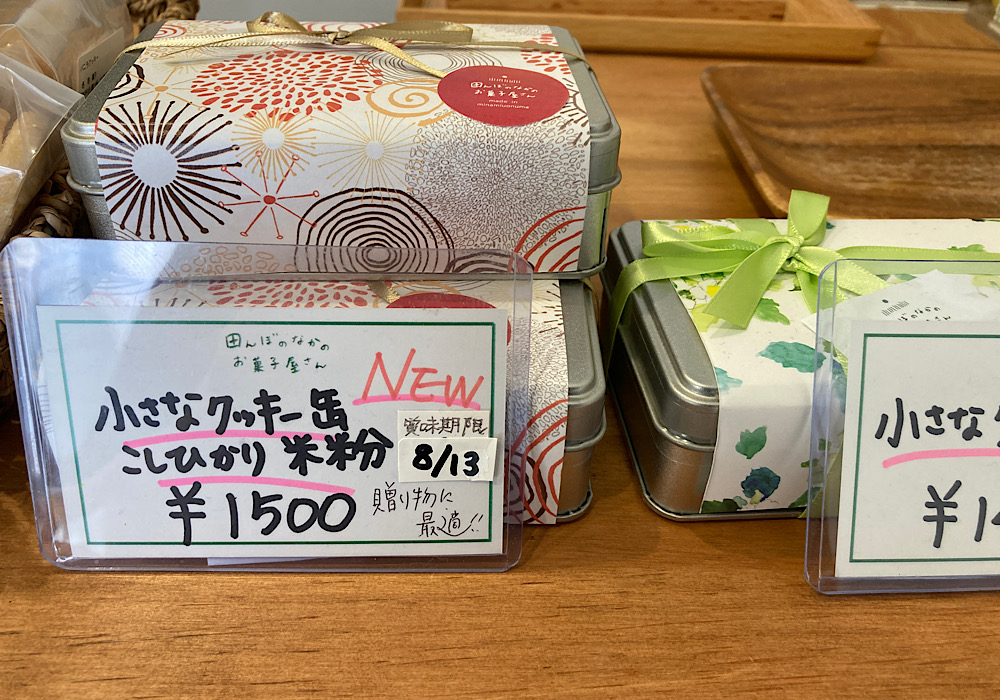 田んぼのなかの
お菓子屋さん
made in
minamiuonuma
田んぼのなかの
お菓子屋さん
NEW
小さなクッキー缶
賞味期限
こしひかり 米粉
8/13
¥1500
贈り物に
最適!!
小さな
¥1